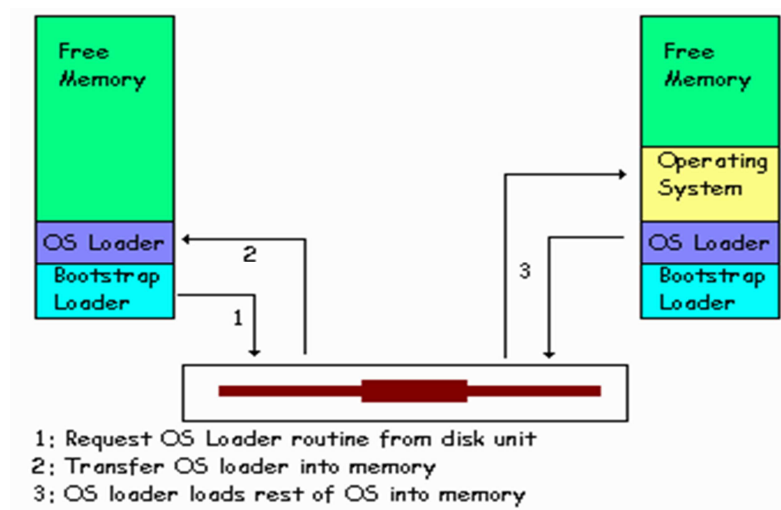 Free
Memory
OS Loader
Bootstrap
Loader
1
2
3
Free
Memory
Operating
System
OS Loader
Bootstrap
Loader
1: Request OS Loader routine from disk unit
2: Transfer OS loader into memory
3: OS loader loads rest of OS into memory